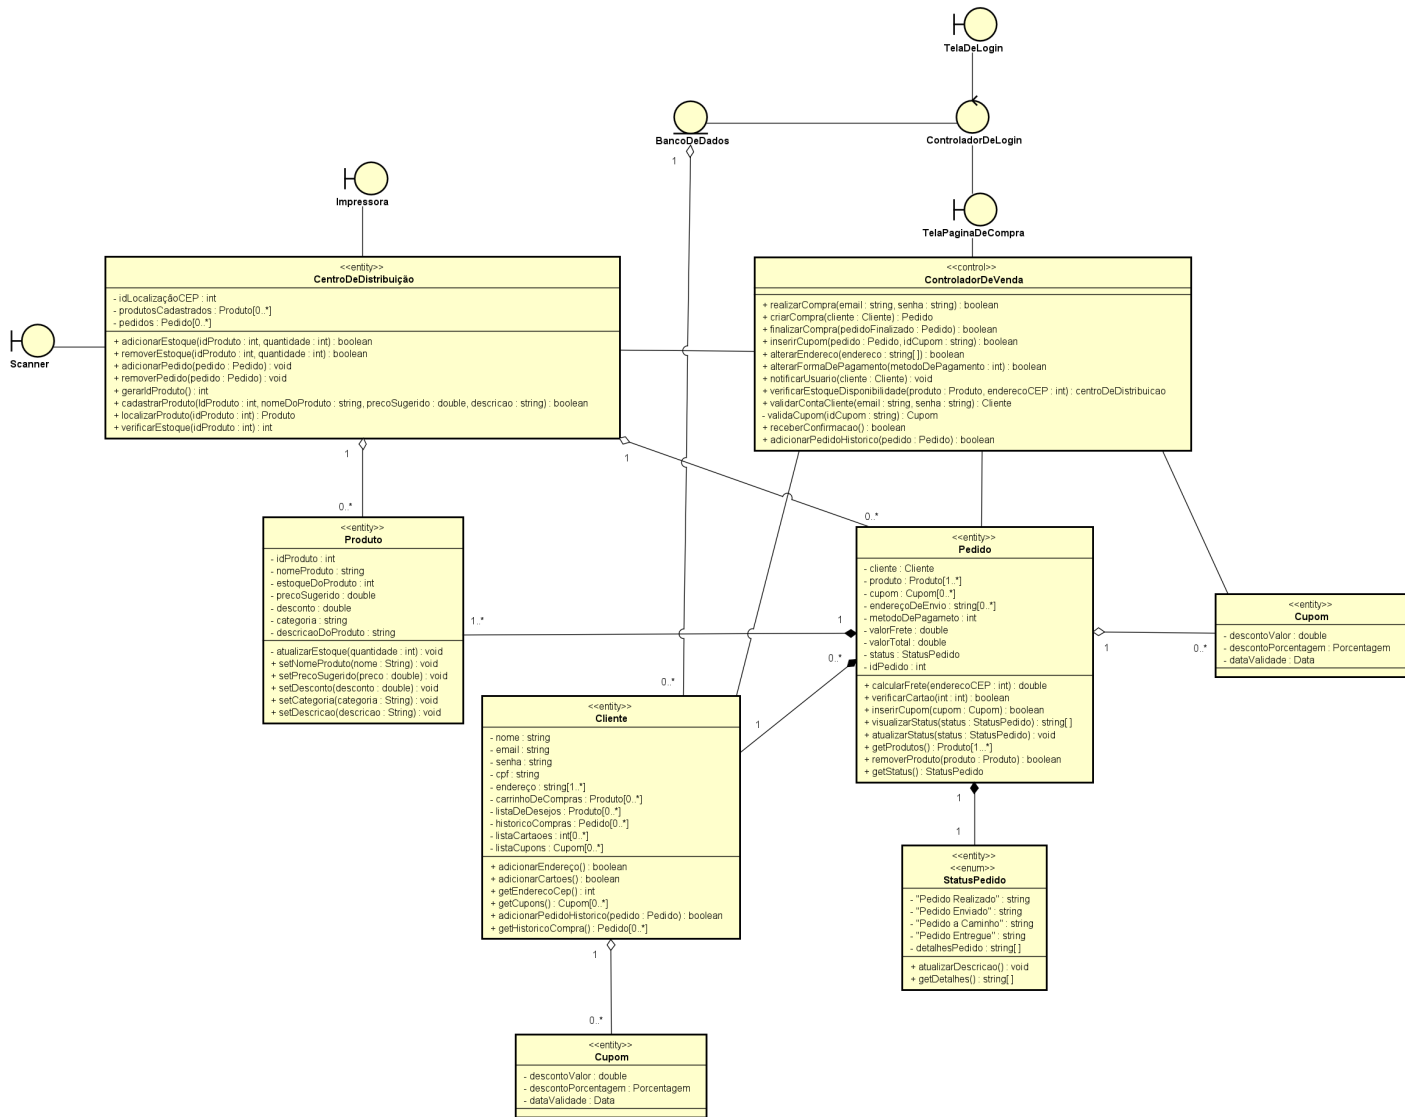 TelaDeLogin
BancoDeDados
ControladorDeLogin
1
Impressora
TelaPaginaDeCompra
<<entity>>
CentroDeDistribuição
- idLocalizaçãoCEP : int
- produtosCadastrados : Produto[0..*]
- pedidos : Pedido[0..*]
+ adicionarEstoque(idProduto : int, quantidade : int) : boolean
+ removerEstoque(idProduto : int, quantidade : int) : boolean
+ adicionarPedido(pedido : Pedido) : void
+ removerPedido(pedido : Pedido) : void
+ gerarIdProduto() : int
+ cadastrarProduto(IdProduto : int, nomeDoProduto : string, precoSugerido : double, descricao : string) : boolean
+ localizarProduto(idProduto : int) : Produto
+ verificarEstoque(idProduto : int) : int
<<control>>
ControladorDeVenda
+ realizarCompra(email : string, senha : string) : boolean
+ criarCompra(cliente : Cliente) : Pedido
+ finalizarCompra(pedidoFinalizado : Pedido) : boolean
+ inserirCupom(pedido : Pedido, idCupom : string) : boolean
+ alterarEndereco(endereco : string[ ]) : boolean
+ alterarFormaDePagamento(metodoDePagamento : int) : boolean
+ notificarUsuario(cliente : Cliente) : void
+ verificarEstoqueDisponibilidade(produto : Produto, enderecoCEP : int) : centroDeDistribuicao
+ validarContaCliente(email : string, senha : string) : Cliente
- validaCupom(idCupom : string) : Cupom
+ receberConfirmacao() : boolean
+ adicionarPedidoHistorico(pedido : Pedido) : boolean
Scanner
1
1
0..*
0..*
<<entity>>
Produto
- idProduto : int
- nomeProduto : string
- estoqueDoProduto : int
- precoSugerido : double
- desconto : double
- categoria : string
- descricaoDoProduto : string
- atualizarEstoque(quantidade : int) : void
+ setNomeProduto(nome : String) : void
+ setPrecoSugerido(preco : double) : void
+ setDesconto(desconto : double) : void
+ setCategoria(categoria : String) : void
+ setDescricao(descricao : String) : void
1..*
1
0..*
<<entity>>
Pedido
- cliente : Cliente
- produto : Produto[1..*]
- cupom : Cupom[0..*]
- endereçoDeEnvio : string[0..*]
- metodoDePagameto : int
- valorFrete : double
- valorTotal : double
- status : StatusPedido
- idPedido : int
+ calcularFrete(enderecoCEP : int) : double
+ verificarCartao(int : int) : boolean
+ inserirCupom(cupom : Cupom) : boolean
+ visualizarStatus(status : StatusPedido) : string[ ]
+ atualizarStatus(status : StatusPedido) : void
+ getProdutos() : Produto[1...*]
+ removerProduto(produto : Produto) : boolean
+ getStatus() : StatusPedido
1
0..*
<<entity>>
Cupom
- descontoValor : double
- descontoPorcentagem : Porcentagem
- dataValidade : Data
0..*
1
<<entity>>
Cliente
- nome : string
- email : string
- senha : string
- cpf : string
- endereço : string[1..*]
- carrinhoDeCompras : Produto[0..*]
- listaDeDesejos : Produto[0..*]
- historicoCompras : Pedido[0..*]
- listaCartaoes : int[0..*]
- listaCupons : Cupom[0..*]
+ adicionarEndereço() : boolean
+ adicionarCartoes() : boolean
+ getEnderecoCep() : int
+ getCupons() : Cupom[0..*]
+ adicionarPedidoHistorico(pedido : Pedido) : boolean
+ getHistoricoCompra() : Pedido[0..*]
1
1
<<entity>>
<<enum>>
StatusPedido
- "Pedido Realizado" : string
- "Pedido Enviado" : string
- "Pedido a Caminho" : string
- "Pedido Entregue" : string
- detalhesPedido : string[ ]
+ atualizarDescricao() : void
+ getDetalhes() : string[ ]
1
0..*
<<entity>>
Cupom
- descontoValor : double
- descontoPorcentagem : Porcentagem
- dataValidade : Data